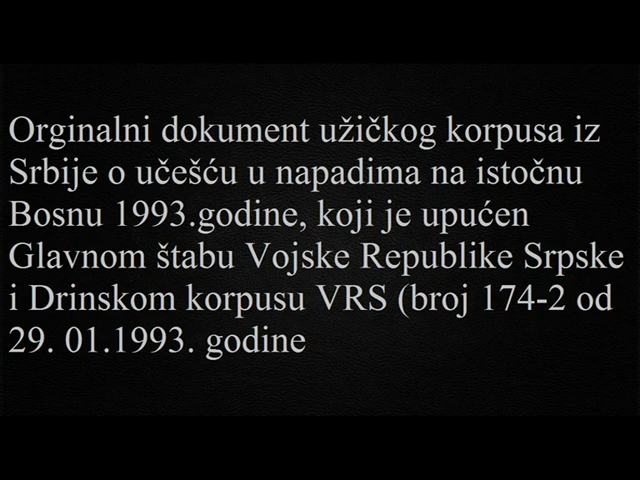 Orginalni dokument užičkog korpusa iz
Srbije o učešću u napadima na istočnu
Bosnu 1993.godine, koji je upućen
Glavnom štabu Vojske Republike Srpske
i Drinskom korpusu VRS (broj 174-2 od
29. 01.1993. godine